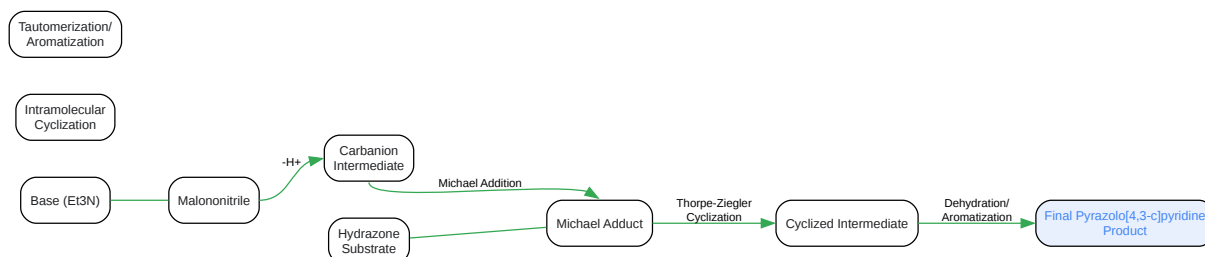 Tautomerization/
Aromatization
Intramolecular
Cyclization
Base (Et3N)
Malononitrile
-H+
Carbanion
Intermediate
Hydrazone
Substrate
Michael Addition
Michael Adduct
Thorpe-Ziegler
Cyclization
Cyclized Intermediate
Dehydration/
Aromatization
Final Pyrazolo[4,3-c]pyridine
Product